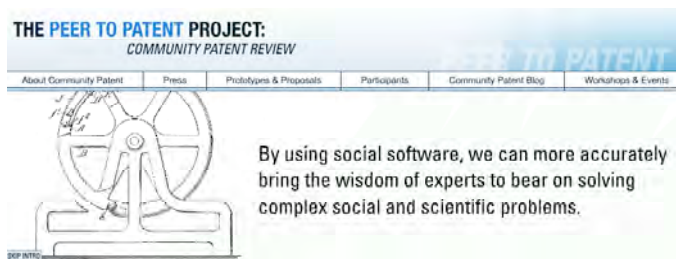 THE PEER TO PATENT PROJECT:
COMMUNITY PATENT REVIEW
PEER TO PATENT
About Community Patent Press Prototypes & Proposals Participants Community Patent Blog Workshops & Events
By using social software, we can more accurately
bring the wisdom of experts to bear on solving
complex social and scientific problems.
SKIP INTRO